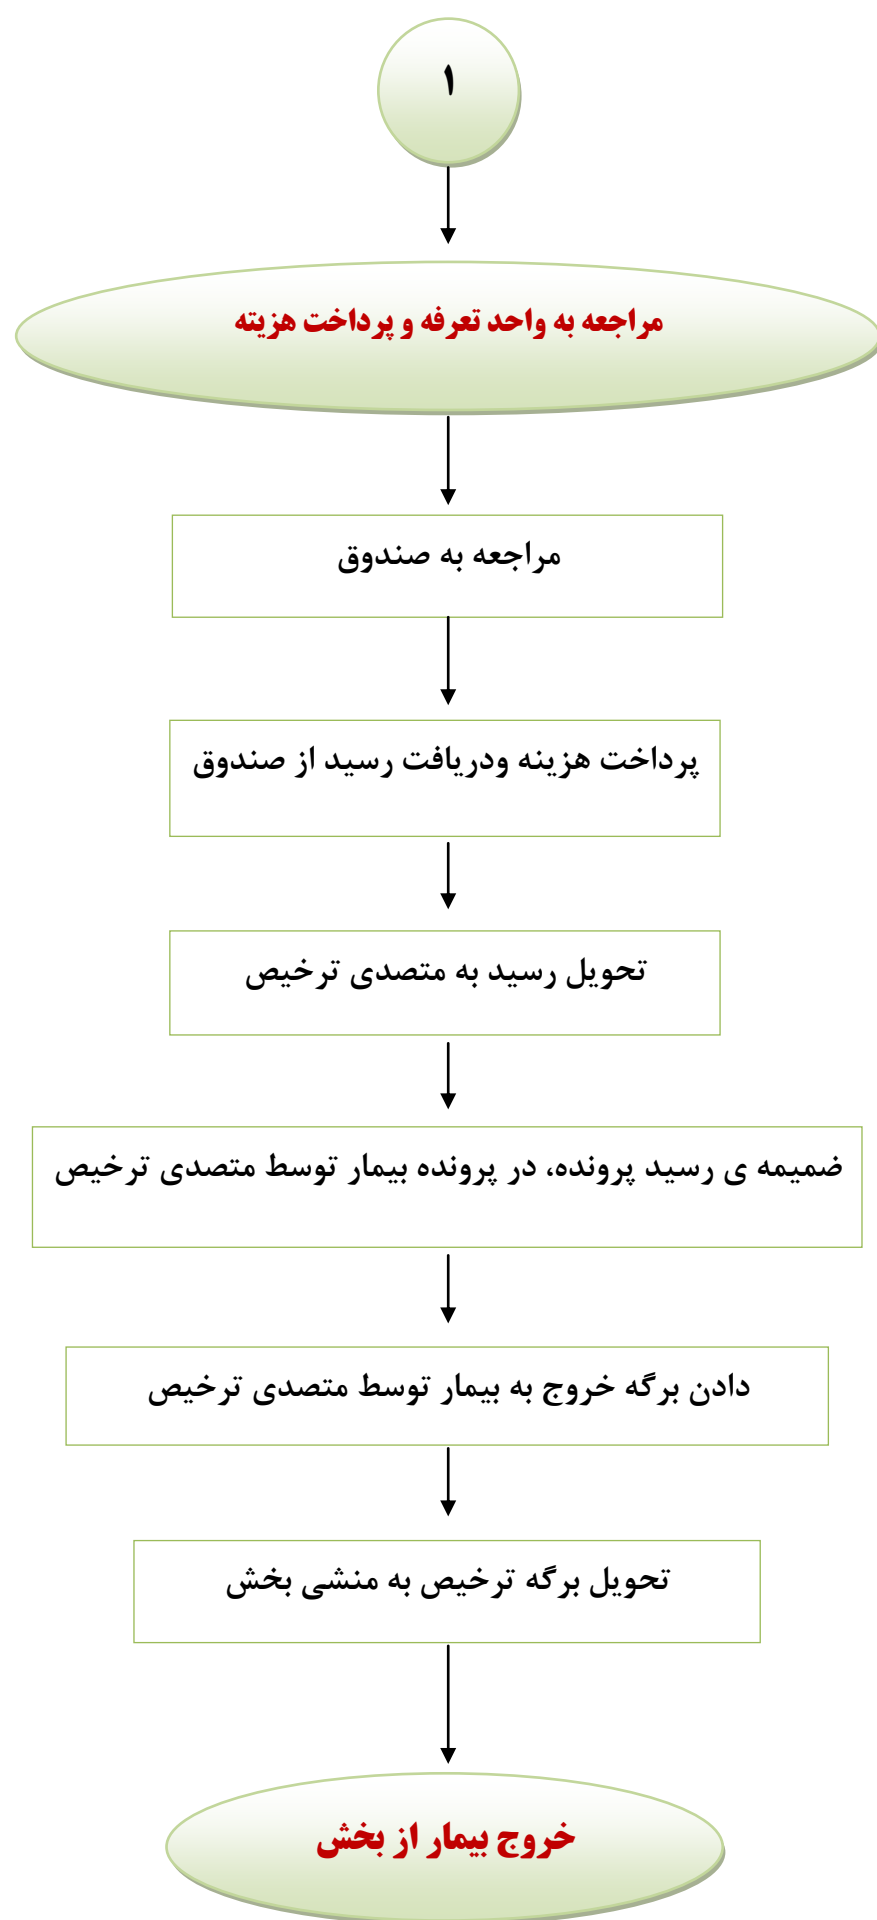 ۱
مراجعه به واحد تعرفه و پرداخت هزیته
مراجعه به صندوق
پرداخت هزینه ودریافت رسید از صندوق
تحویل رسید به متصدی ترخیص
ضمیمه ی رسید پرونده، در پرونده بیمار توسط متصدی ترخیص
دادن برگه خروج به بیمار توسط متصدی ترخیص
تحویل برگه ترخیص به منشی بخش
خروج بیمار از بخش